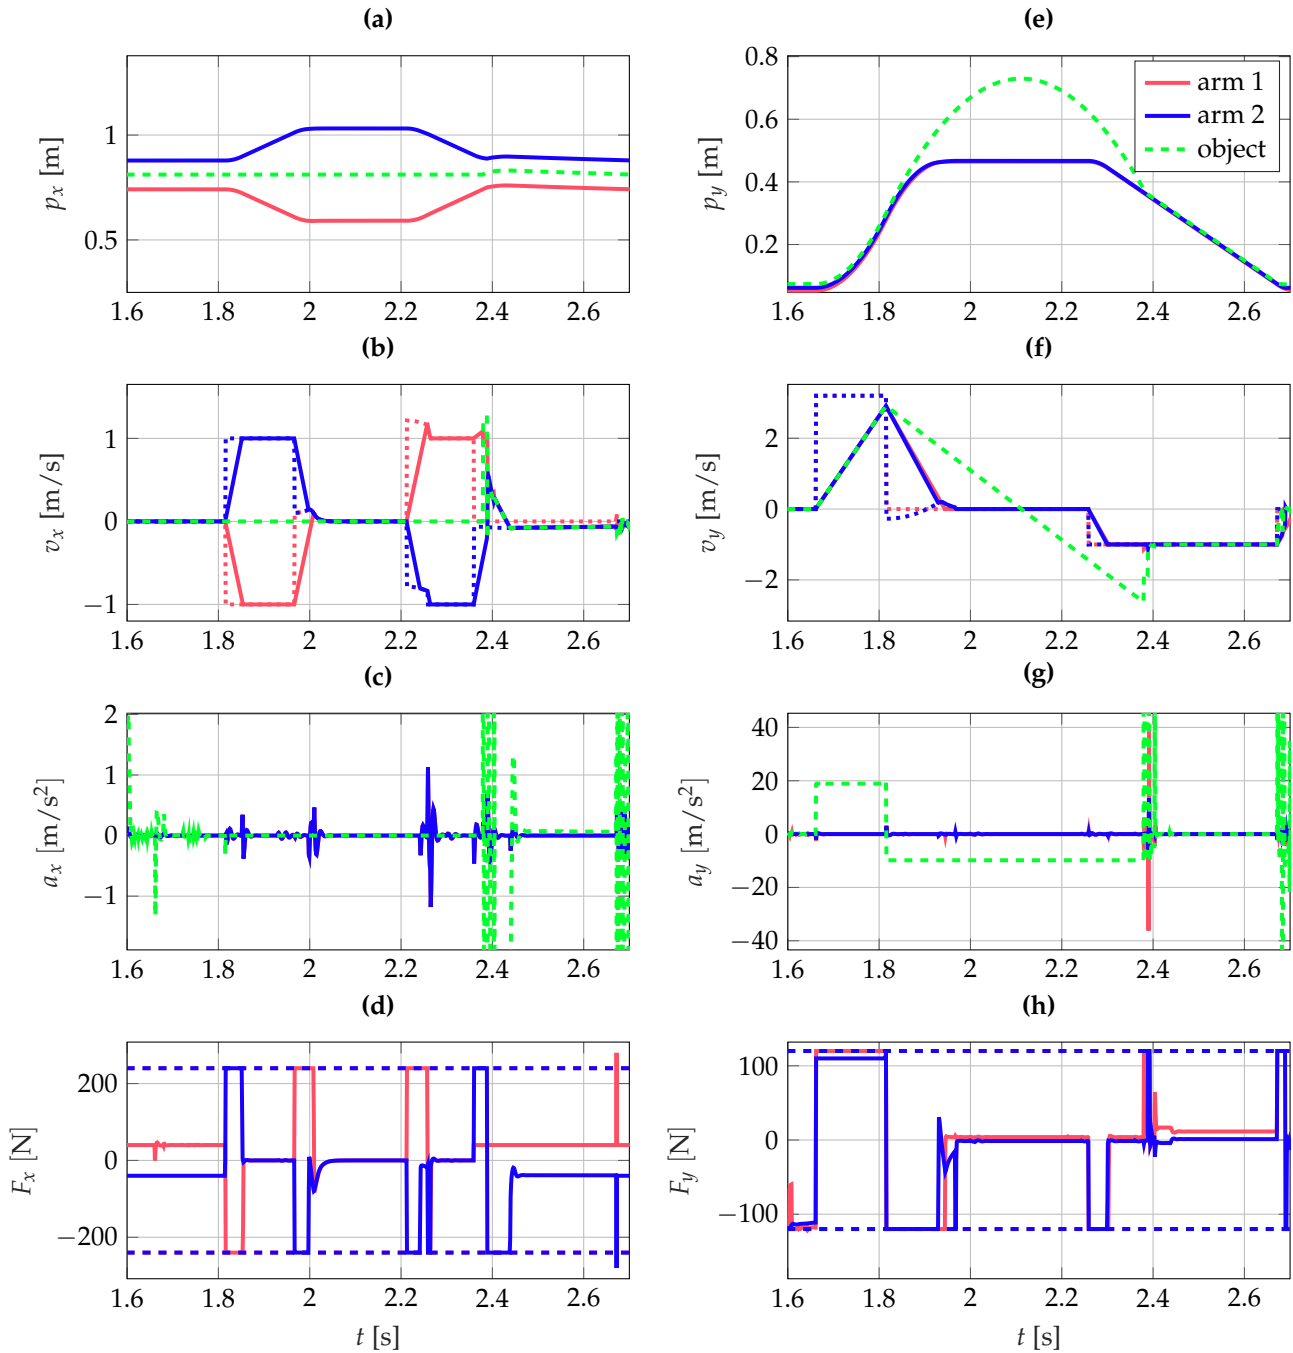 (a)
1
0.5
p_x [m]
1.6 1.8 2 2.2 2.4 2.6
(b)
1
0
−1
v_x [m/s]
1.6 1.8 2 2.2 2.4 2.6
(c)
2
1
0
−1
a_x [m/s²]
1.6 1.8 2 2.2 2.4 2.6
(d)
200
0
−200
F_x [N]
1.6 1.8 2 2.2 2.4 2.6
t [s]
(e)
0.8
0.6
0.4
0.2
p_y [m]
arm 1
arm 2
object
1.6 1.8 2 2.2 2.4 2.6
(f)
2
0
−2
v_y [m/s]
1.6 1.8 2 2.2 2.4 2.6
(g)
40
20
0
−20
−40
a_y [m/s²]
1.6 1.8 2 2.2 2.4 2.6
(h)
100
0
−100
F_y [N]
1.6 1.8 2 2.2 2.4 2.6
t [s]